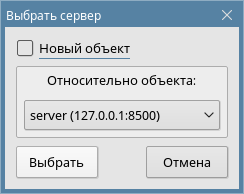 Выбрать сервер
Новый объект
Относительно объекта:
server (127.0.0.1:8500)
Выбрать Отмена